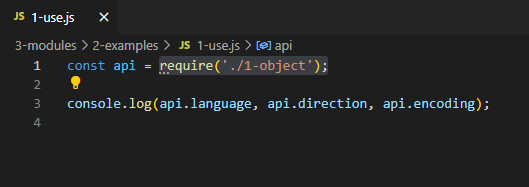 JS 1-use.js ×
3-modules > 2-examples > JS 1-use.js > api
1 const api = require('./1-object');
2
3 console.log(api.language, api.direction, api.encoding);
4